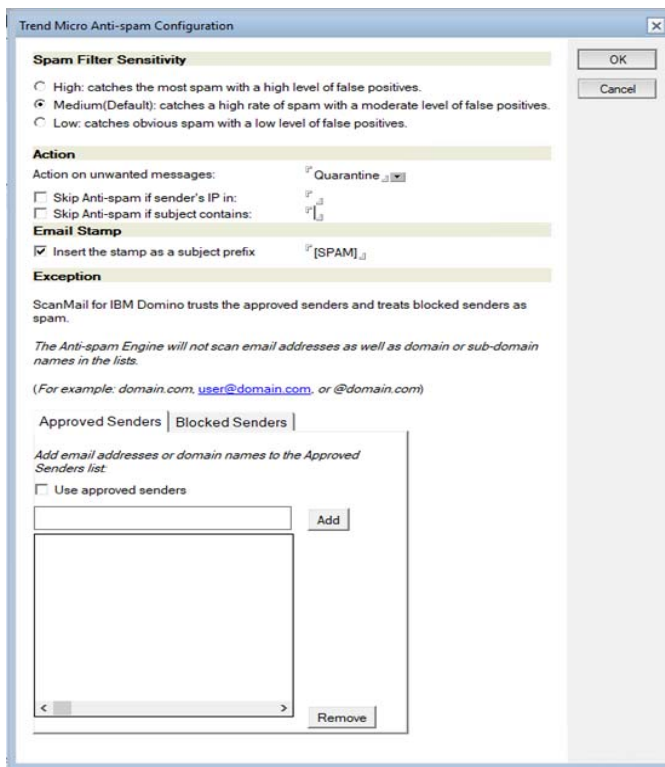 Trend Micro Anti-spam Configuration
Spam Filter Sensitivity
High: catches the most spam with a high level of false positives.
Medium(Default): catches a high rate of spam with a moderate level of false positives.
Low: catches obvious spam with a low level of false positives.
Action
Action on unwanted messages: Quarantine
Skip Anti-spam if sender's IP in:
Skip Anti-spam if subject contains:
Email Stamp
Insert the stamp as a subject prefix [SPAM]
Exception
ScanMail for IBM Domino trusts the approved senders and treats blocked senders as
spam.
The Anti-spam Engine will not scan email addresses as well as domain or sub-domain
names in the lists.
(For example: domain.com, user@domain.com, or @domain.com)
Approved Senders Blocked Senders
Add email addresses or domain names to the Approved
Senders list:
Use approved senders
Add
Remove
OK
Cancel